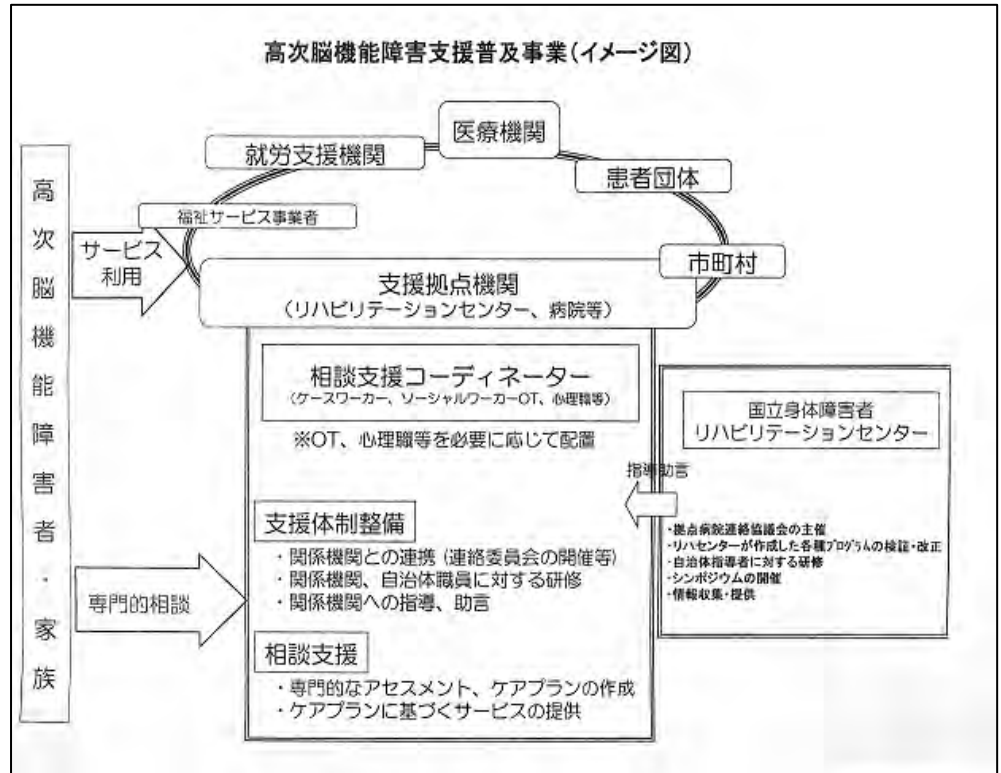 高次脳機能障害支援普及事業(イメージ図)
医療機関
就労支援機関
患者団体
福祉サービス事業者
市町村
高次脳機能障害者・家族
サービス
利用
支援拠点機関
(リハビリテーションセンター、病院等)
相談支援コーディネーター
(ケースワーカー、ソーシャルワーカーOT、心理職等)
※OT、心理職等を必要に応じて配置
国立身体障害者
リハビリテーションセンター
指導助言
・拠点病院連絡協議会の主催
・リハセンターが作成した各種プログラムの検証・改正
・自治体指導者に対する研修
・シンポジウムの開催
・情報収集・提供
支援体制整備
・関係機関との連携(連絡委員会の開催等)
・関係機関、自治体職員に対する研修
・関係機関への指導、助言
専門的相談
相談支援
・専門的なアセスメント、ケアプランの作成
・ケアプランに基づくサービスの提供